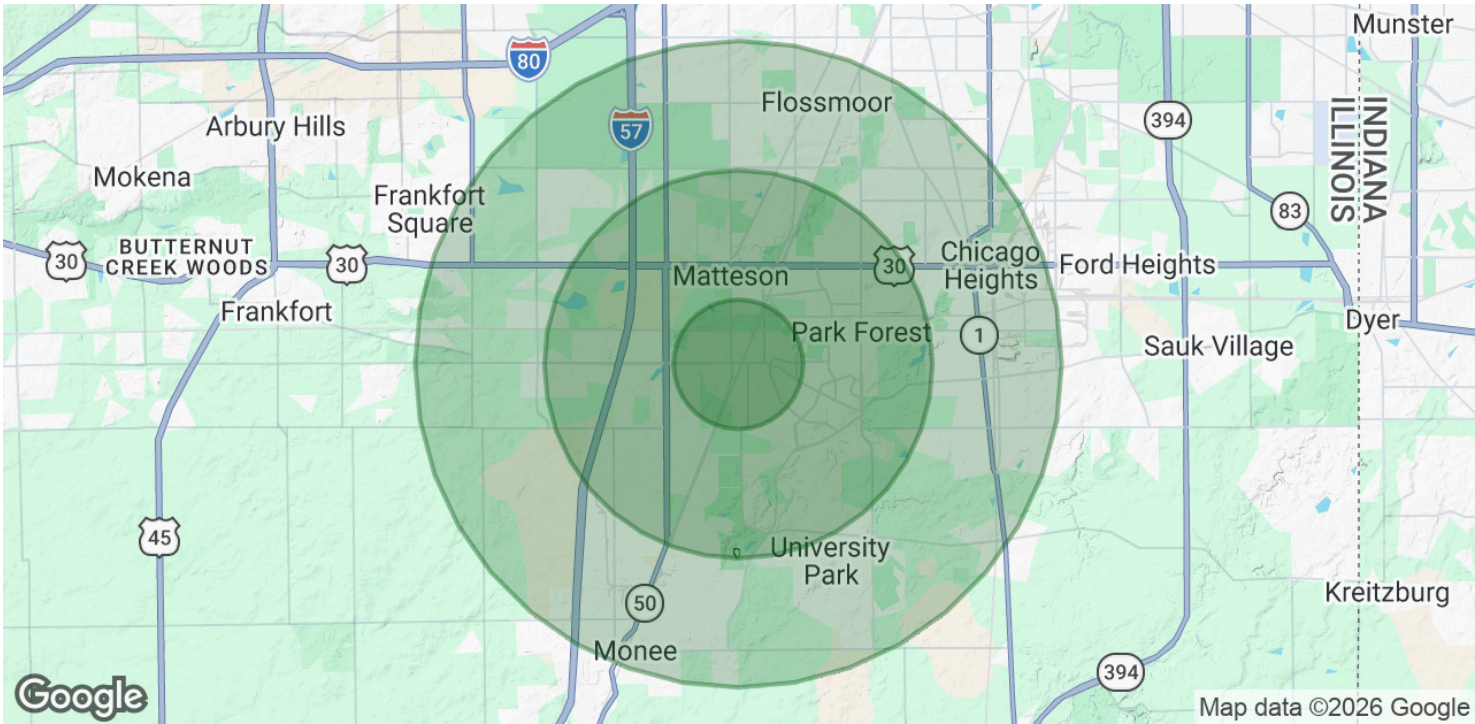 Munster
80
Flossmoor
394
57
Arbury Hills
INDIANA
ILLINOIS
Mokena
Frankfort
Square
83
30
BUTTERNUT
CREEK WOODS
30
Matteson
30
Chicago
Heights
Ford Heights
Frankfort
Park Forest
1
Dyer
Sauk Village
45
University
Park
50
Kreitzburg
Monee
394
Google
Map data ©2026 Google